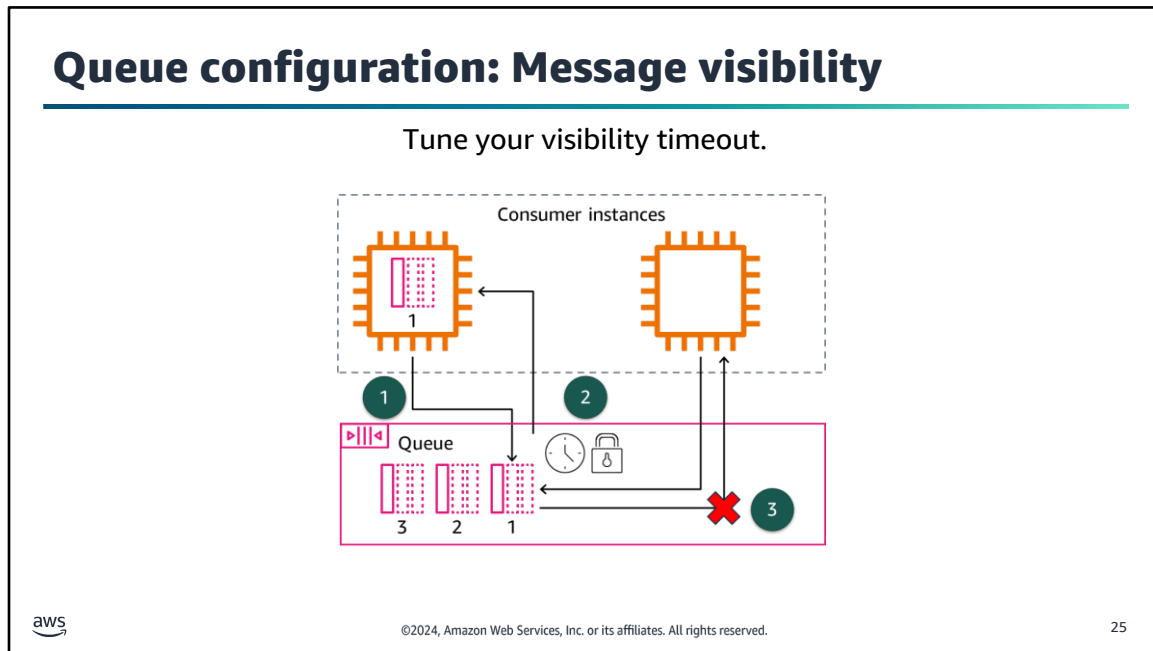 Queue configuration: Message visibility
Tune your visibility timeout.
Consumer instances
1
1
2
Queue
3
2
1
3
aws
©2024, Amazon Web Services, Inc. or its affiliates. All rights reserved.
25